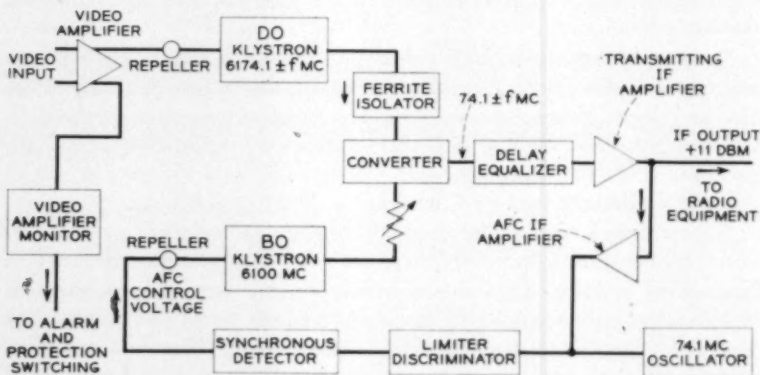 VIDEO
AMPLIFIER
VIDEO
INPUT
REPELLER
DO
KLYSTRON
6174.1 ± f MC
FERRITE
ISOLATOR
74.1 ± f MC
TRANSMITTING
IF
AMPLIFIER
CONVERTER
DELAY
EQUALIZER
IF OUTPUT
+11 DBM
TO
RADIO
EQUIPMENT
VIDEO
AMPLIFIER
MONITOR
REPELLER
AFC
CONTROL
VOLTAGE
BO
KLYSTRON
6100 MC
AFC IF
AMPLIFIER
TO ALARM
AND
PROTECTION
SWITCHING
SYNCHRONOUS
DETECTOR
LIMITER
DISCRIMINATOR
74.1 MC
OSCILLATOR